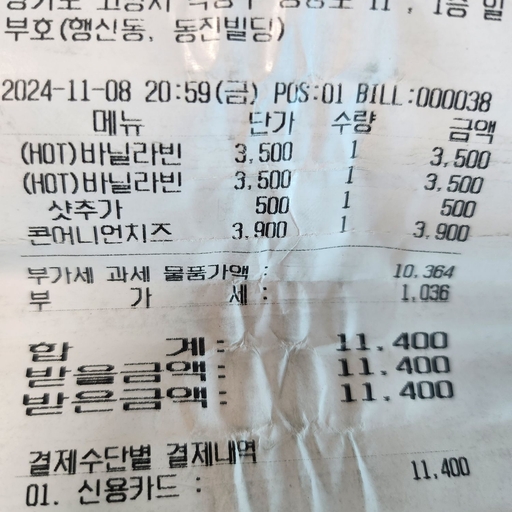 부호(행신동, 동진빌딩)
2024-11-08 20:59(금) POS:01 BILL:000038
메뉴 단가 수량 금액
(HOT)바닐라빈 3,500 1 3,500
(HOT)바닐라빈 3,500 1 3,500
샷추가 500 1 500
콘어니언치즈 3,900 1 3,900
부가세 과세 물품가액 : 10,364
부 가 세 : 1,036
합 계 : 11,400
받을금액 : 11,400
받은금액 : 11,400
결제수단별 결제내역
01. 신용카드 : 11,400